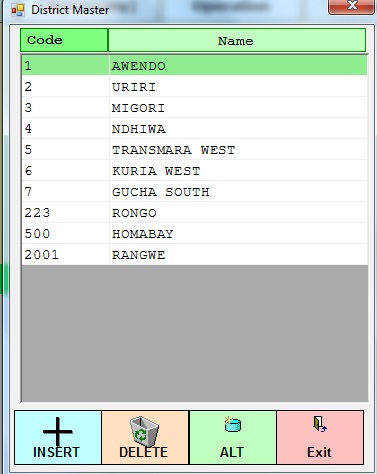 Operation
District Master
Code Name
1 AWENDO
2 URIRI
3 MIGORI
4 NDHIWA
5 TRANSMARA WEST
6 KURIA WEST
7 GUCHA SOUTH
223 RONGO
500 HOMABAY
2001 RANGWE
INSERT DELETE ALT Exit